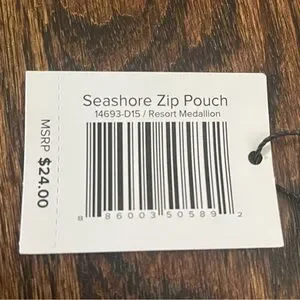 Seashore Zip Pouch
14693-D15 / Resort Medallion
8 86003 50589 2
MSRP $24.00